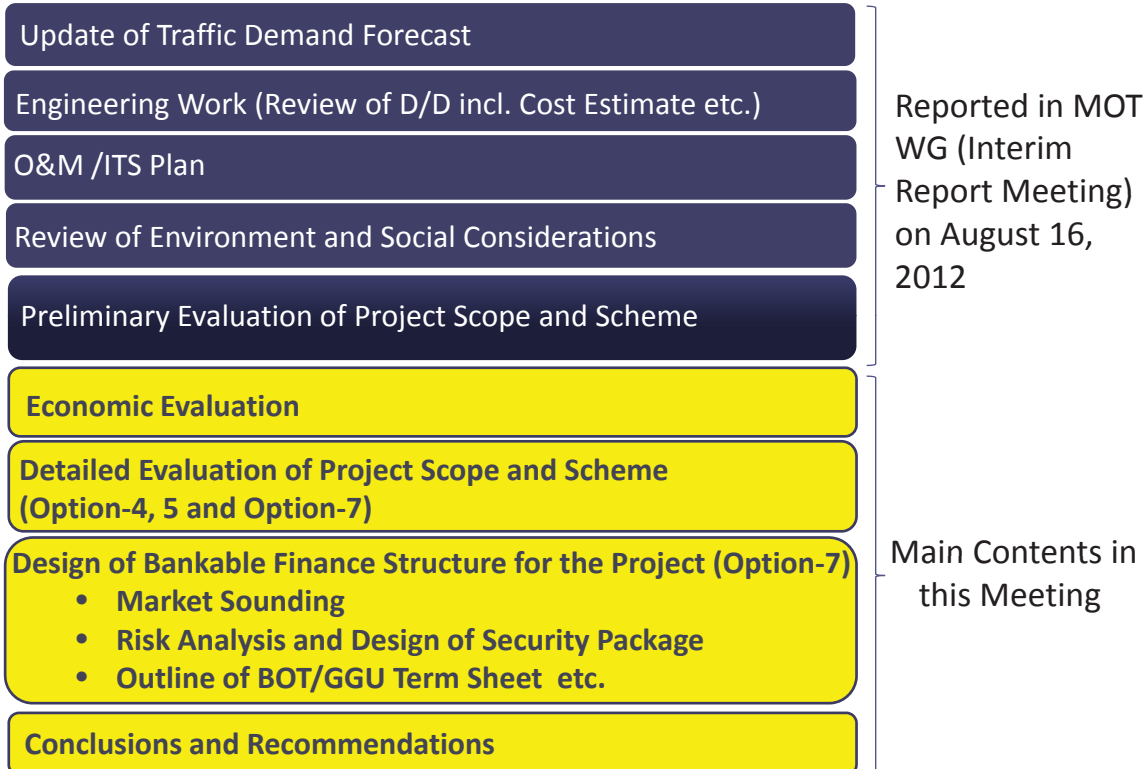 Update of Traffic Demand Forecast
Engineering Work (Review of D/D incl. Cost Estimate etc.)
O&M /ITS Plan
Review of Environment and Social Considerations
Preliminary Evaluation of Project Scope and Scheme
Reported in MOT
WG (Interim
Report Meeting)
on August 16,
2012
Economic Evaluation
Detailed Evaluation of Project Scope and Scheme
(Option-4, 5 and Option-7)
Design of Bankable Finance Structure for the Project (Option-7)
• Market Sounding
• Risk Analysis and Design of Security Package
• Outline of BOT/GGU Term Sheet etc.
Conclusions and Recommendations
Main Contents in
this Meeting